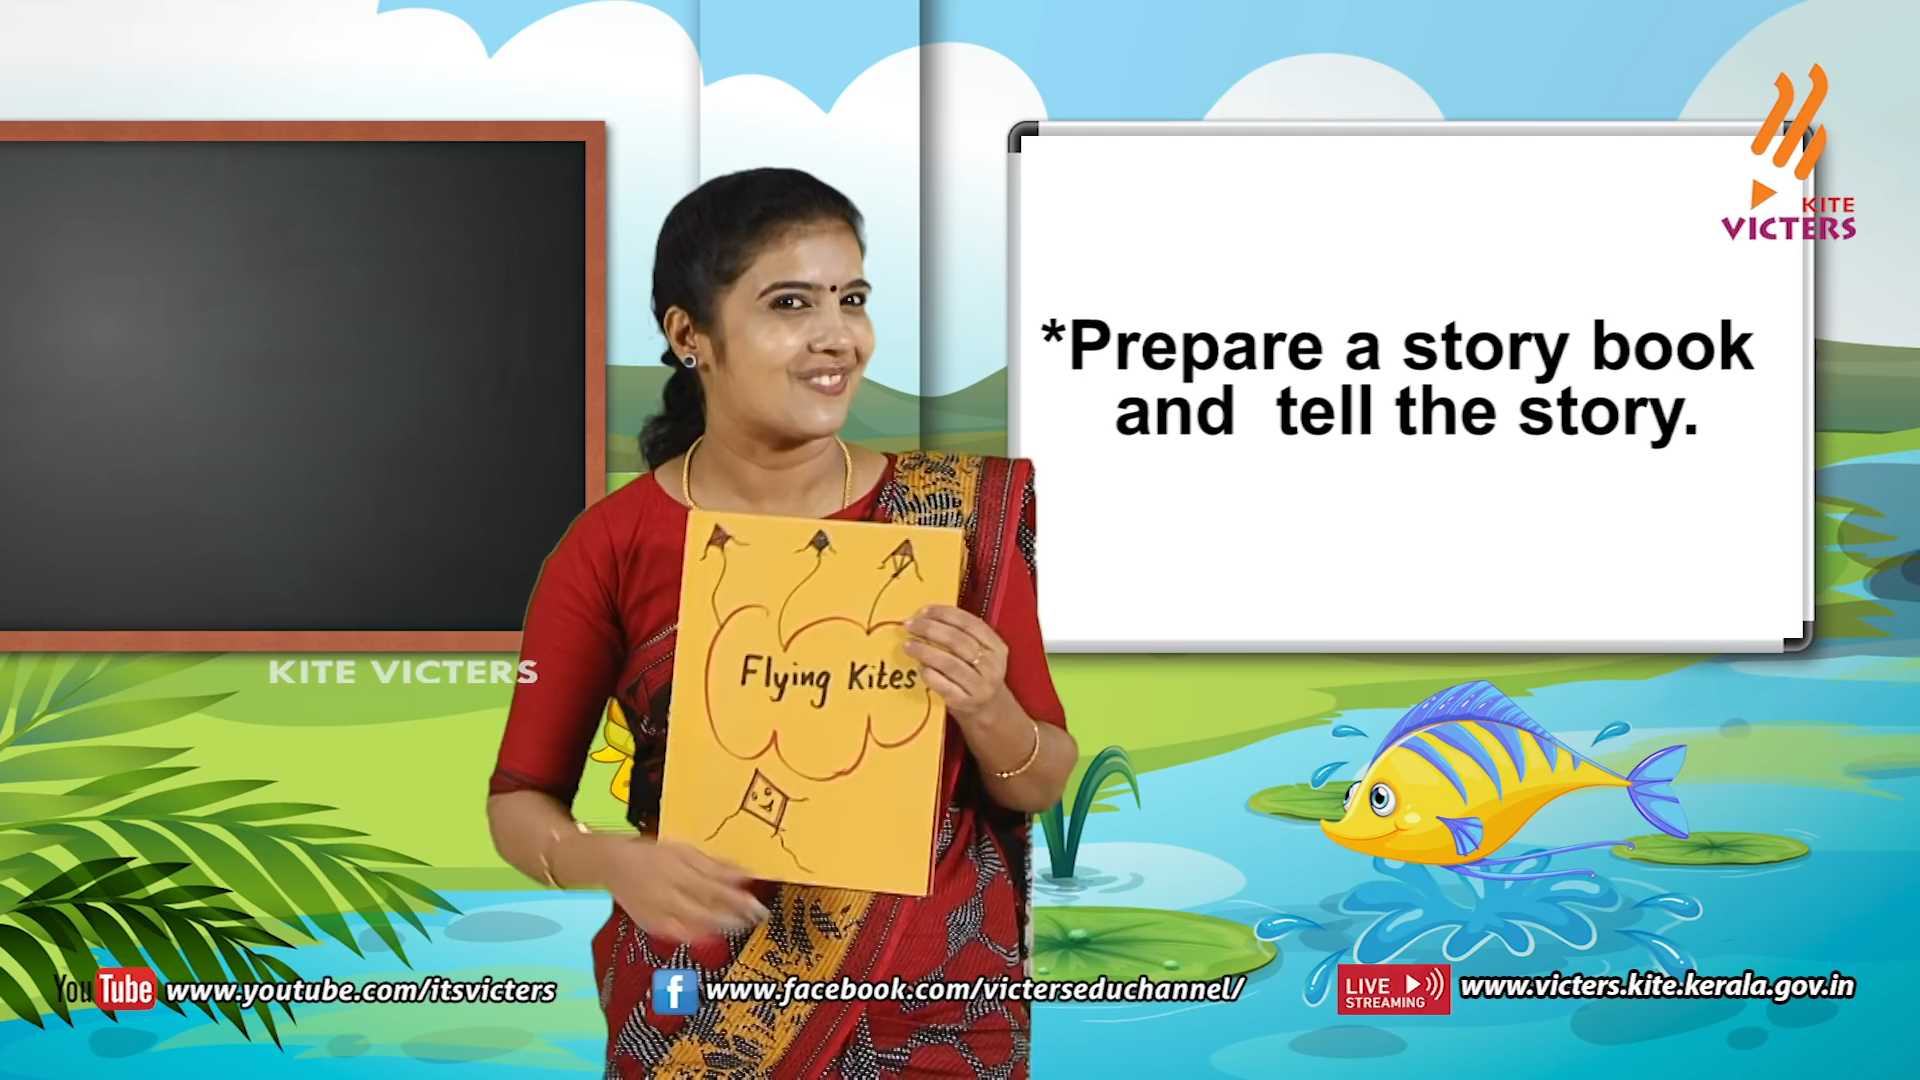 KITE
VICTERS
*Prepare a story book
and tell the story.
KITE VICTERS
Flying Kites
YouTube www.youtube.com/itsvicters
f www.facebook.com/victerseduchannel/
LIVE
STREAMING
www.victers.kite.kerala.gov.in